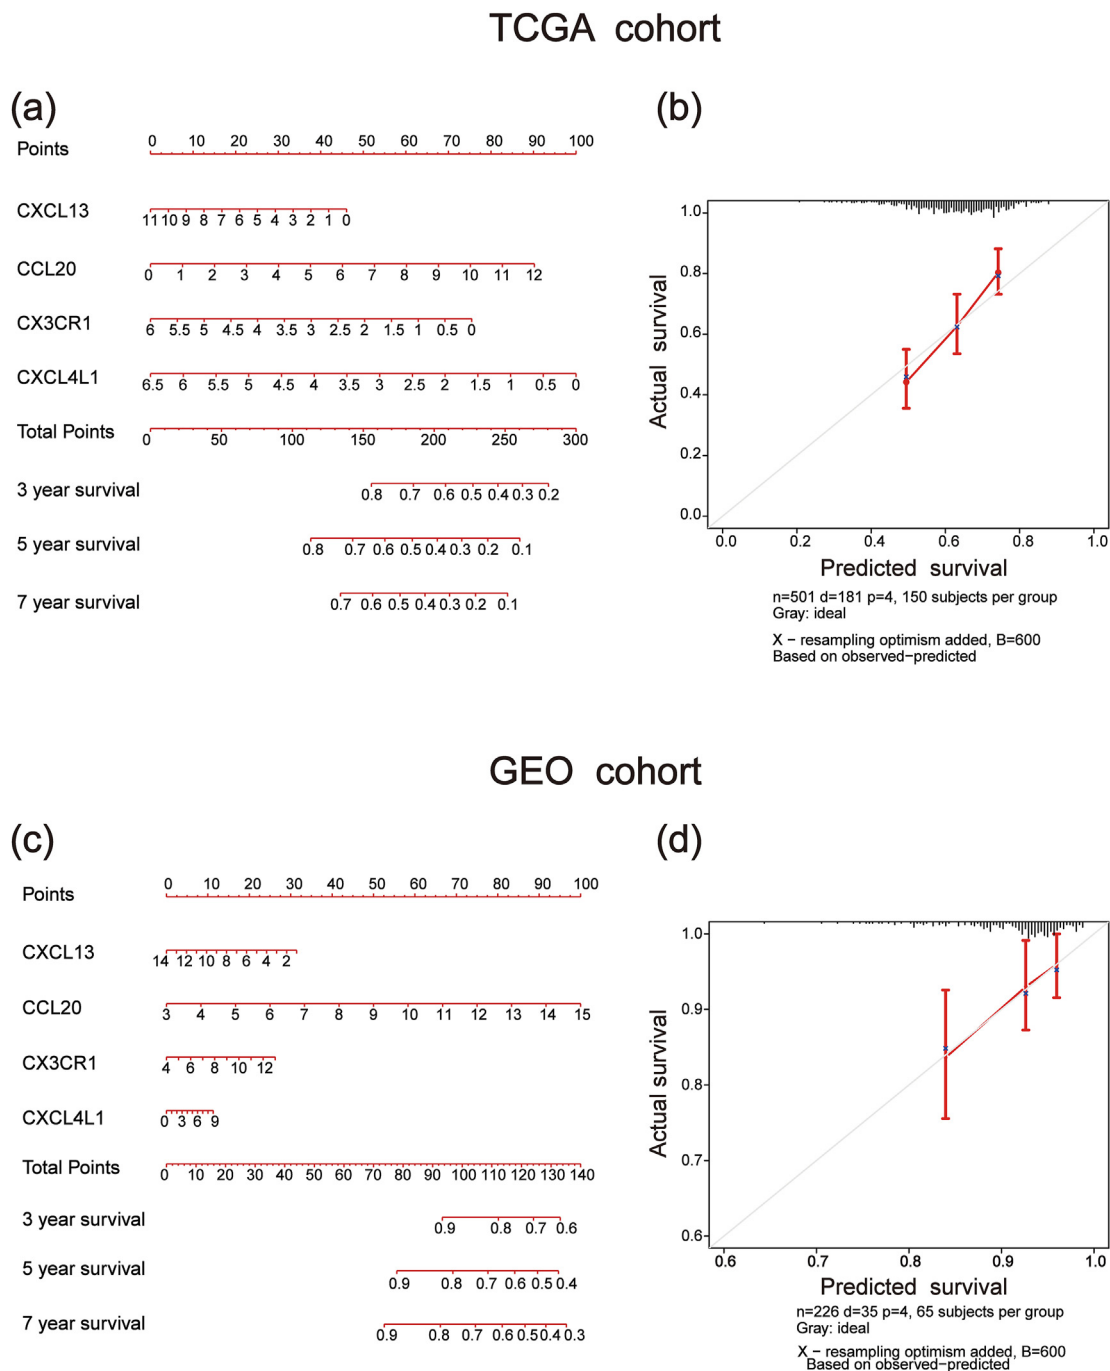 TCGA cohort
(a)
Points
0 10 20 30 40 50 60 70 80 90 100
CXCL13
11 10 9 8 7 6 5 4 3 2 1 0
CCL20
0 1 2 3 4 5 6 7 8 9 10 11 12
CX3CR1
6 5.5 5 4.5 4 3.5 3 2.5 2 1.5 1 0.5 0
CXCL4L1
6.5 6 5.5 5 4.5 4 3.5 3 2.5 2 1.5 1 0.5 0
Total Points
0 50 100 150 200 250 300
3 year survival
0.8 0.7 0.6 0.5 0.4 0.3 0.2
5 year survival
0.8 0.7 0.6 0.5 0.4 0.3 0.2 0.1
7 year survival
0.7 0.6 0.5 0.4 0.3 0.2 0.1
(b)
Actual survival
1.0
0.8
0.6
0.4
0.2
0.0
0.0 0.2 0.4 0.6 0.8 1.0
Predicted survival
n=501 d=181 p=4, 150 subjects per group
Gray: ideal
X − resampling optimism added, B=600
Based on observed−predicted
GEO cohort
(c)
Points
0 10 20 30 40 50 60 70 80 90 100
CXCL13
14 12 10 8 6 4 2
CCL20
3 4 5 6 7 8 9 10 11 12 13 14 15
CX3CR1
4 6 8 10 12
CXCL4L1
0 3 6 9
Total Points
0 10 20 30 40 50 60 70 80 90 100 110 120 130 140
3 year survival
0.9 0.8 0.7 0.6
5 year survival
0.9 0.8 0.7 0.6 0.5 0.4
7 year survival
0.9 0.8 0.7 0.6 0.5 0.4 0.3
(d)
Actual survival
1.0
0.9
0.8
0.7
0.6
0.6 0.7 0.8 0.9 1.0
Predicted survival
n=226 d=35 p=4, 65 subjects per group
Gray: ideal
X − resampling optimism added, B=600
Based on observed−predicted